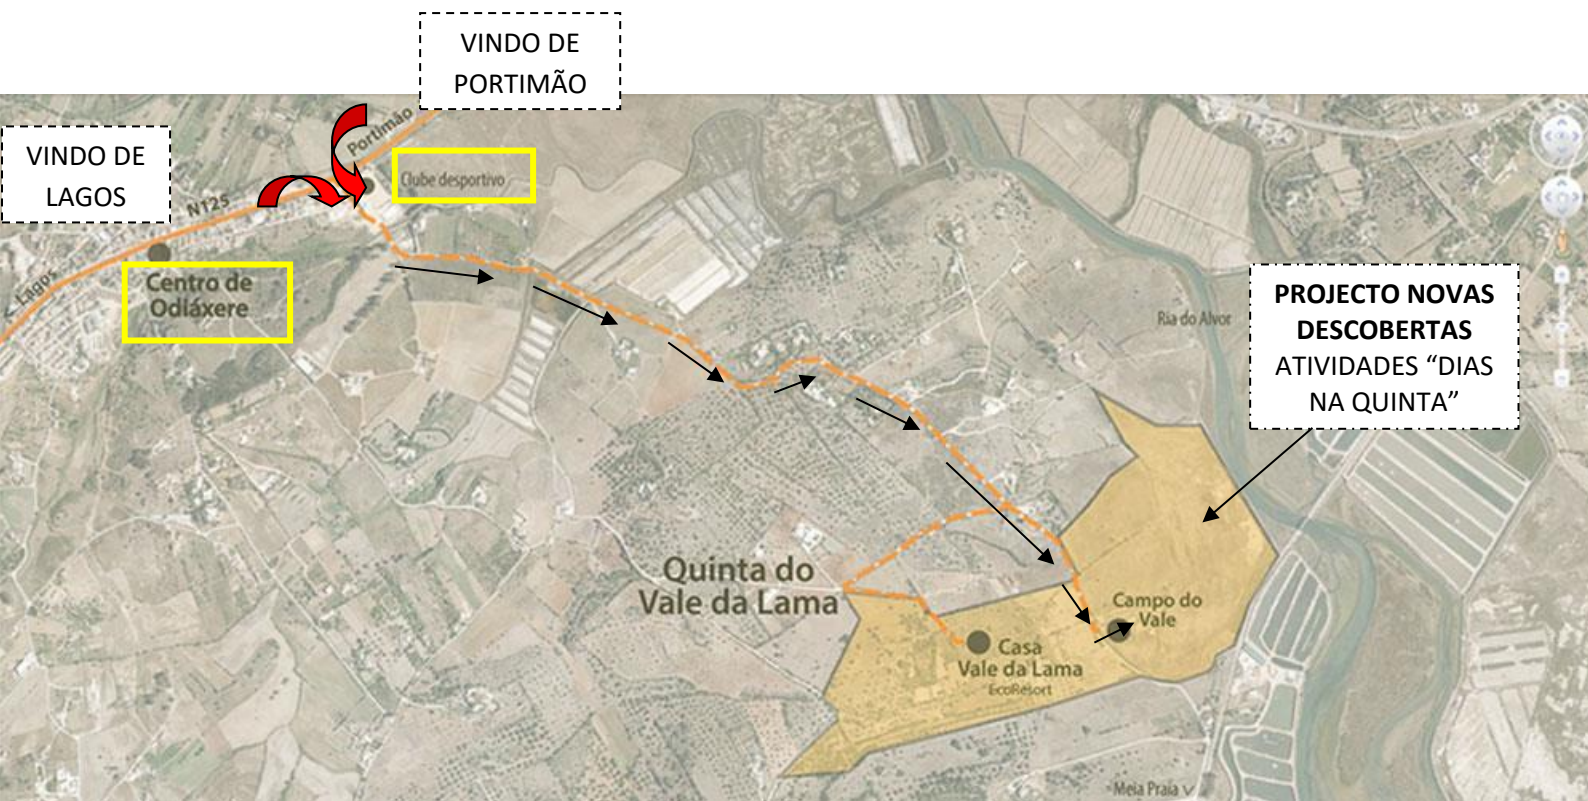 VINDO DE
PORTIMÃO
VINDO DE
LAGOS
Portimão
Clube desportivo
N125
Lagos
Centro de
Odiáxere
Ria do Alvor
PROJECTO NOVAS
DESCOBERTAS
ATIVIDADES “DIAS
NA QUINTA”
Quinta do
Vale da Lama
Campo do
Vale
Casa
Vale da Lama
EcoResort
Meia Praia